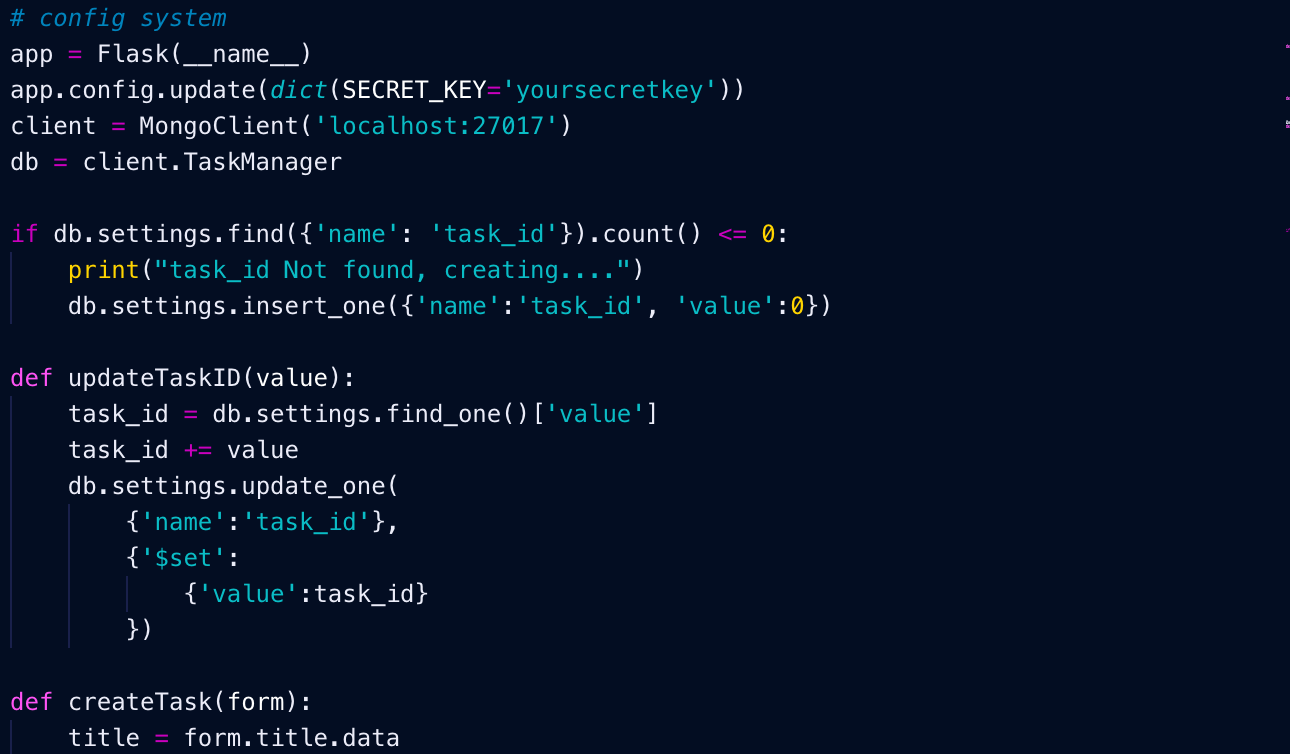 # config system
app = Flask(__name__)
app.config.update(dict(SECRET_KEY='yoursecretkey'))
client = MongoClient('localhost:27017')
db = client.TaskManager

if db.settings.find({'name': 'task_id'}).count() <= 0:
    print("task_id Not found, creating....")
    db.settings.insert_one({'name':'task_id', 'value':0})

def updateTaskID(value):
    task_id = db.settings.find_one()['value']
    task_id += value
    db.settings.update_one(
        {'name':'task_id'},
        {'$set':
            {'value':task_id}
        })

def createTask(form):
    title = form.title.data